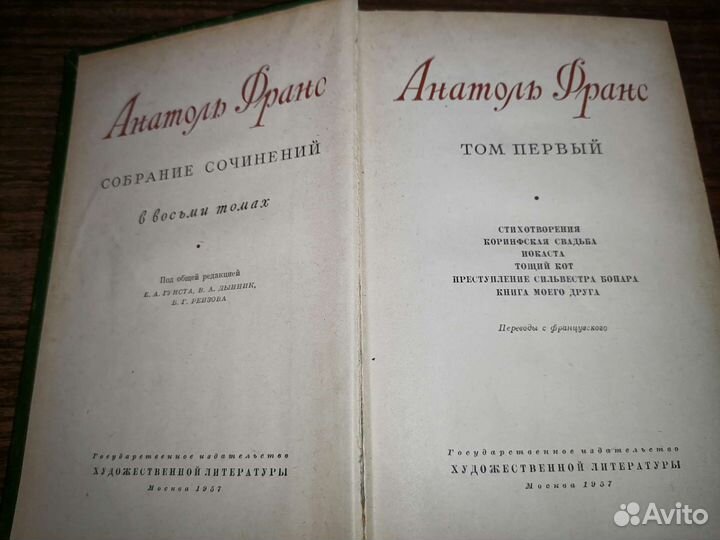 Анатоль Франс
СОБРАНИЕ СОЧИНЕНИЙ
в восьми томах
Под общей редакцией
Е. А. ГУНСТА, В. А. ДЫННИК,
Б. Г. РЕИЗОВА
Государственное издательство
ХУДОЖЕСТВЕННОЙ ЛИТЕРАТУРЫ
Москва 1957
Анатоль Франс
ТОМ ПЕРВЫЙ
СТИХОТВОРЕНИЯ
КОРИНФСКАЯ СВАДЬБА
ИОКАСТА
ТОЩИЙ КОТ
ПРЕСТУПЛЕНИЕ СИЛЬВЕСТРА БОНАРА
КНИГА МОЕГО ДРУГА
Переводы с французского
Государственное издательство
ХУДОЖЕСТВЕННОЙ ЛИТЕРАТУРЫ
Москва 1957
Avito